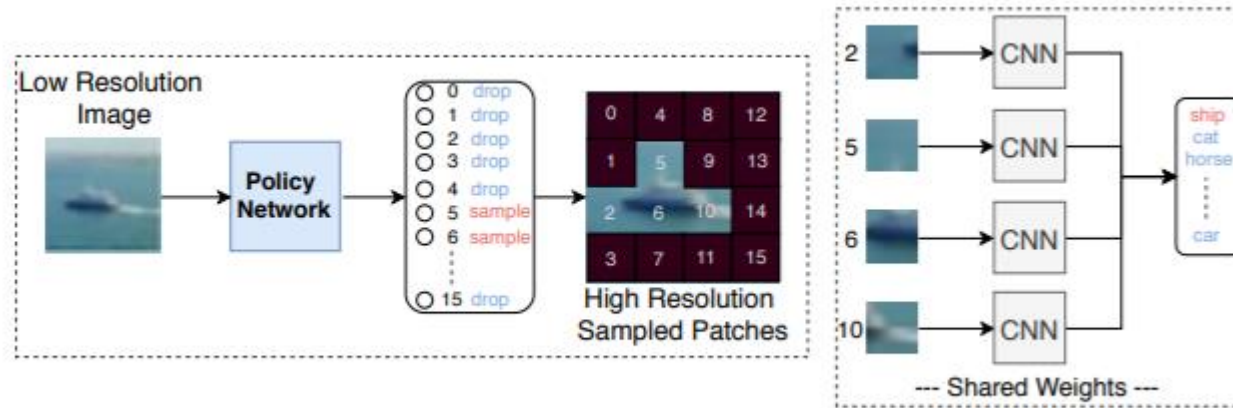 Low Resolution
Image
Policy
Network
0 drop
1 drop
2 drop
3 drop
4 drop
5 sample
6 sample
15 drop
0 4 8 12
1 5 9 13
2 6 10 14
3 7 11 15
High Resolution
Sampled Patches
2 CNN
5 CNN
6 CNN
10 CNN
ship
cat
horse
car
--- Shared Weights ---